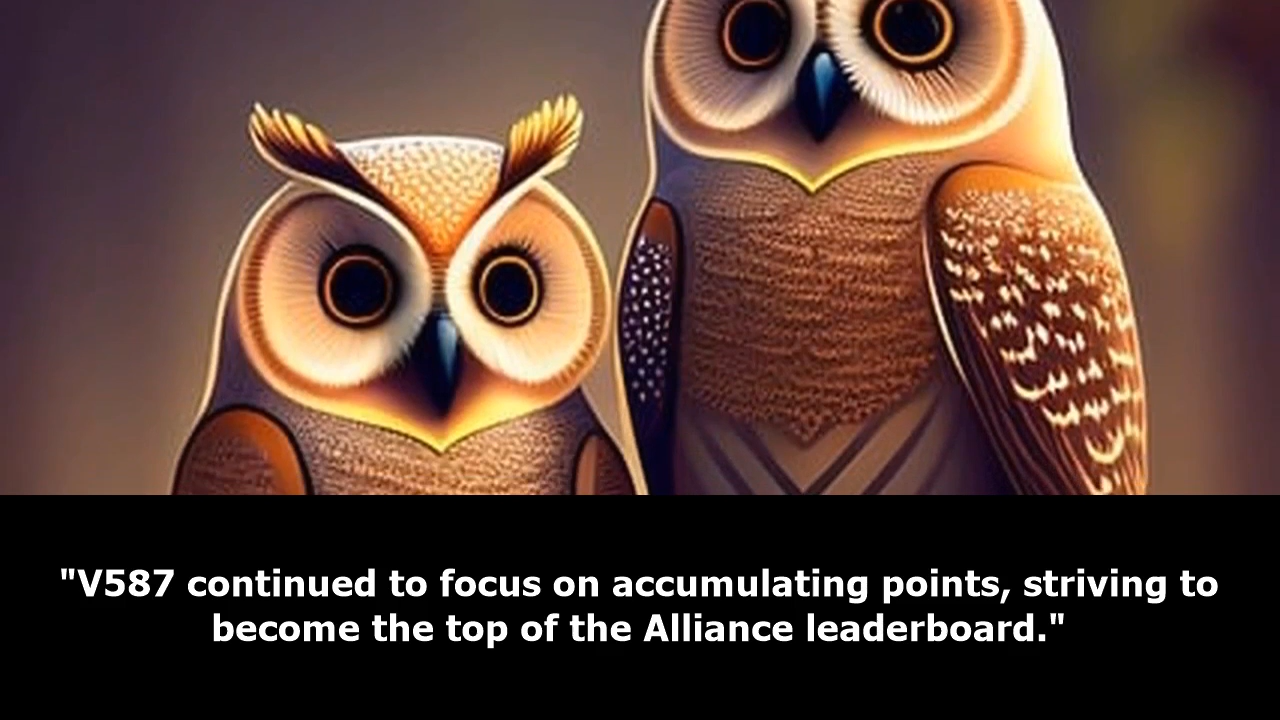 "V587 continued to focus on accumulating points, striving to
become the top of the Alliance leaderboard."